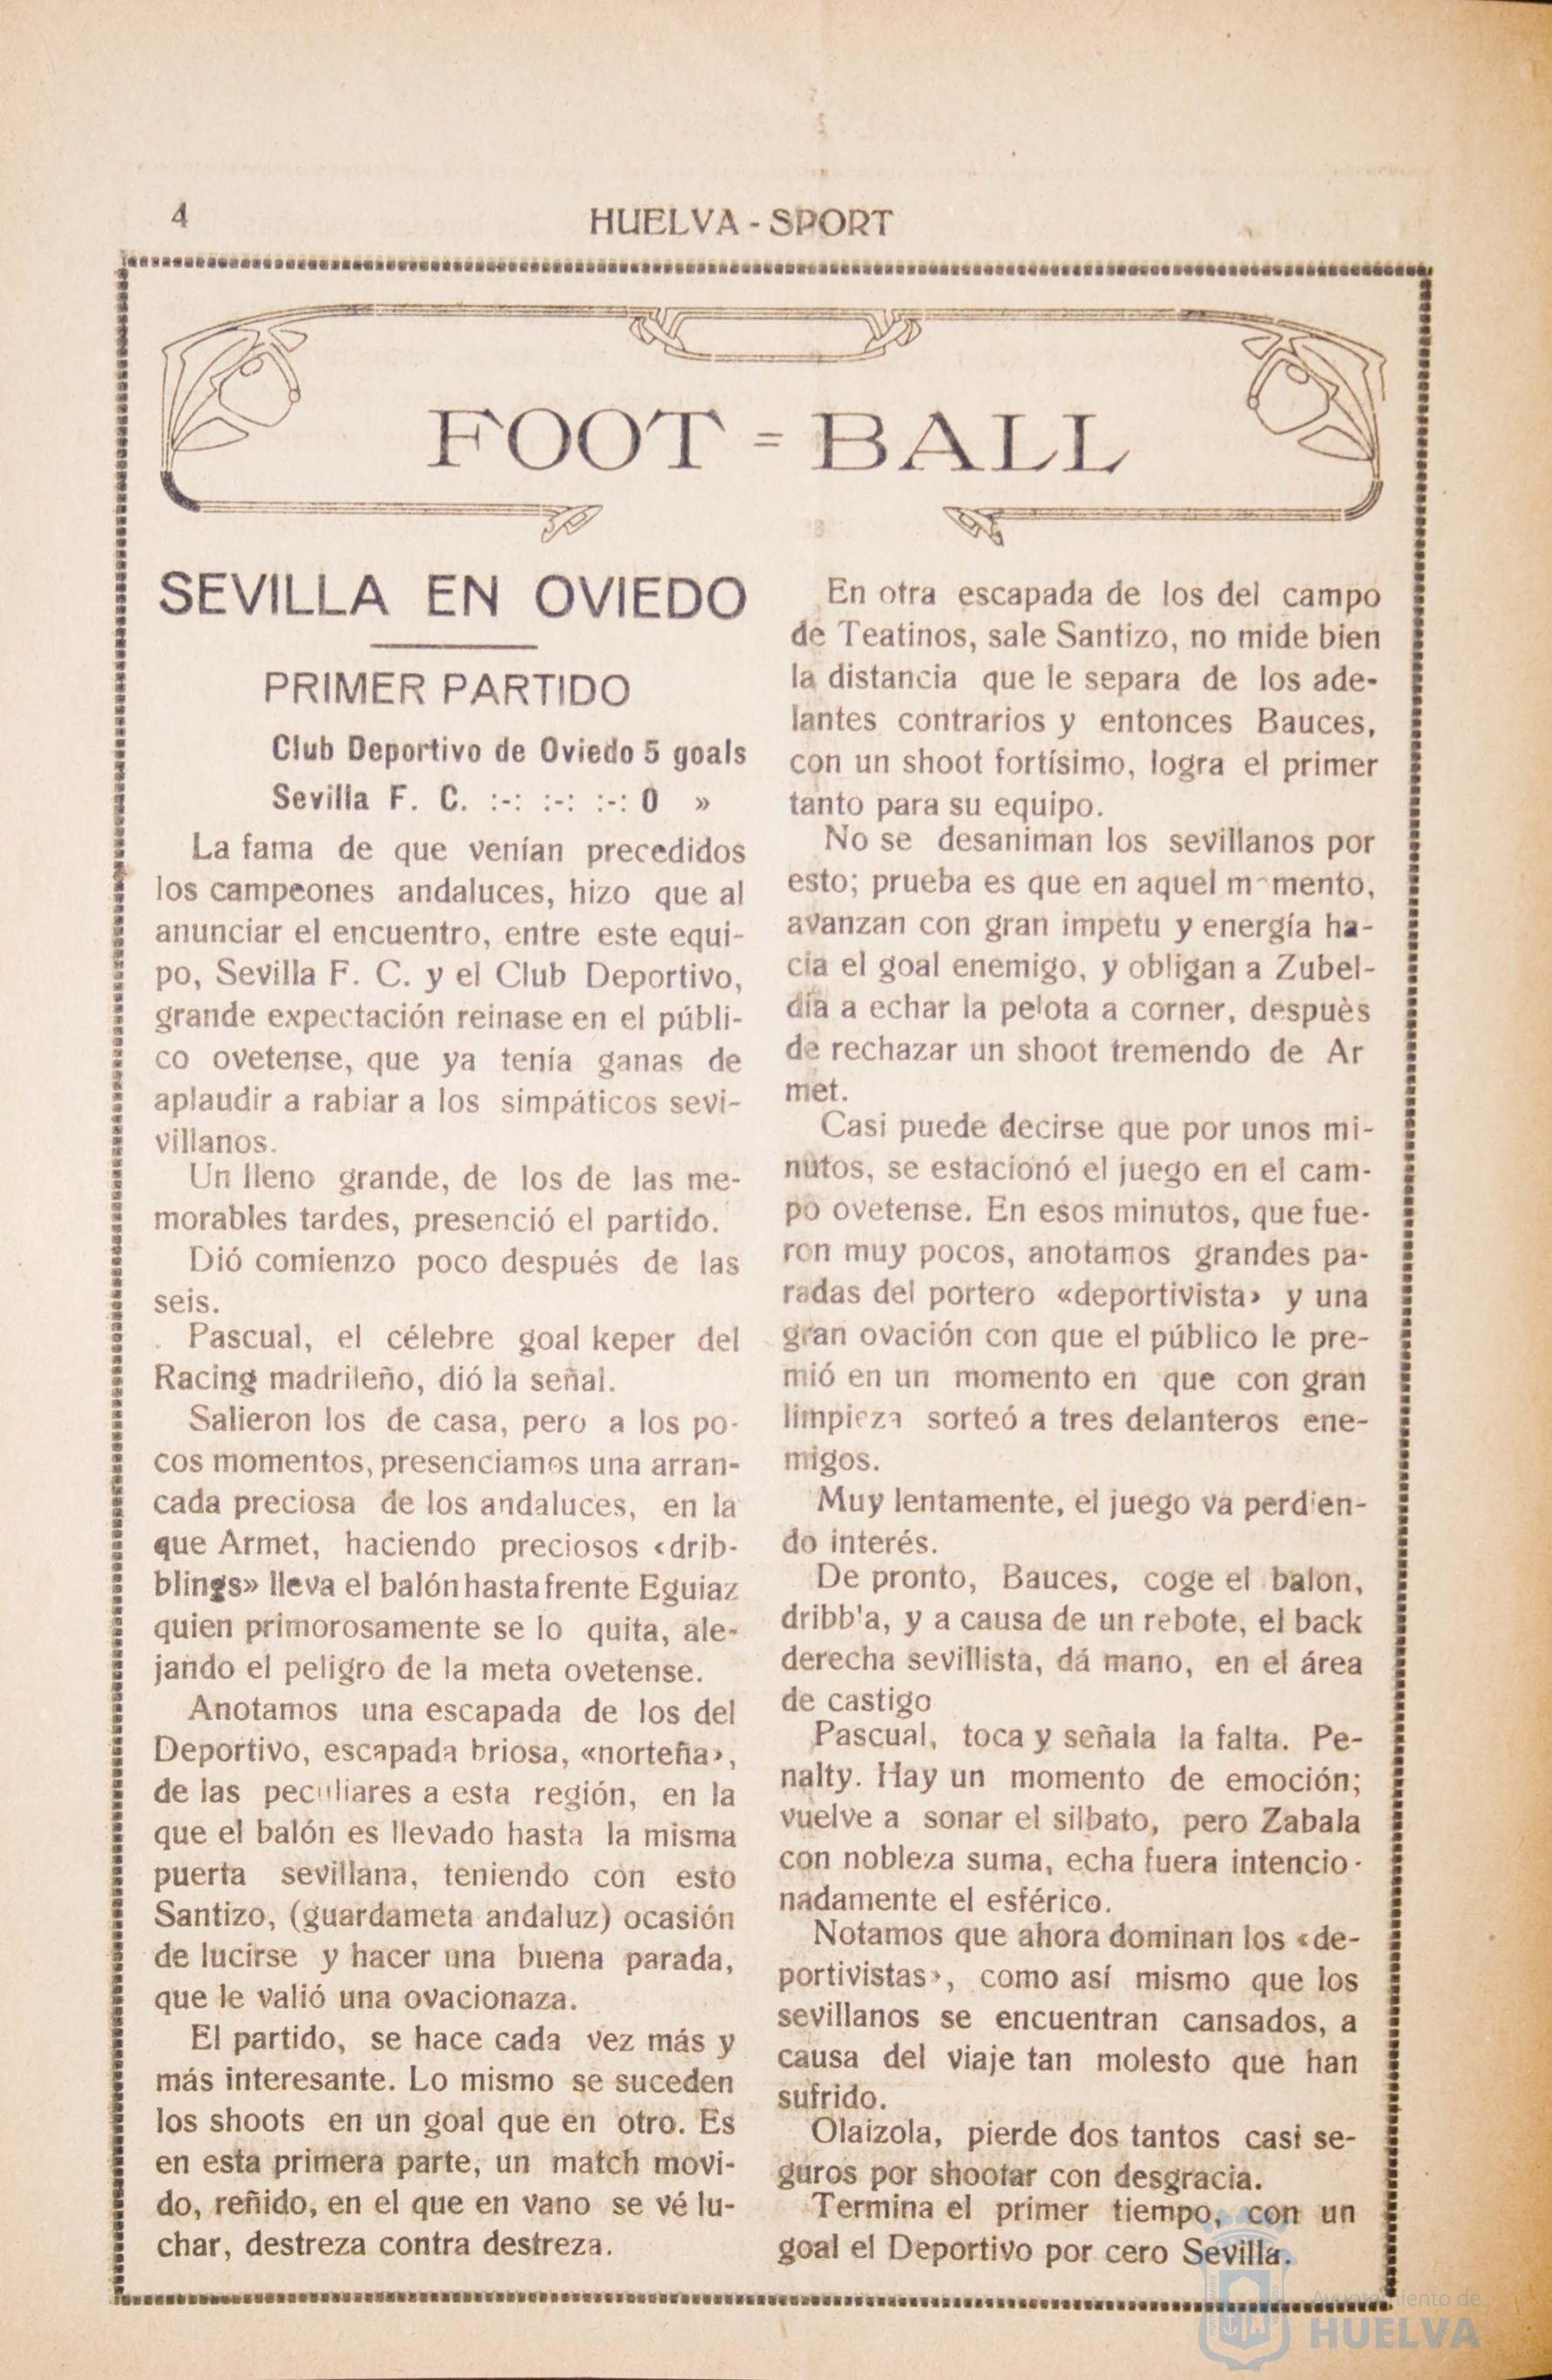 4
HUELVA - SPORT
FOOT = BALL
SEVILLA EN OVIEDO
PRIMER PARTIDO
Club Deportivo de Oviedo 5 goals
Sevilla F. C. :-: :-: :-: 0 »
La fama de que venían precedidos
los campeones andaluces, hizo que al
anunciar el encuentro, entre este equi-
po, Sevilla F. C. y el Club Deportivo,
grande expectación reinase en el públi-
co ovetense, que ya tenía ganas de
aplaudir a rabiar a los simpáticos sevi-
villanos.
Un lleno grande, de los de las me-
morables tardes, presenció el partido.
Dió comienzo poco después de las
seis.
Pascual, el célebre goal keper del
Racing madrileño, dió la señal.
Salieron los de casa, pero a los po-
cos momentos, presenciamos una arran-
cada preciosa de los andaluces, en la
que Armet, haciendo preciosos ‹drib-
blings» lleva el balón hasta frente Eguiaz
quien primorosamente se lo quita, ale-
jando el peligro de la meta ovetense.
Anotamos una escapada de los del
Deportivo, escapada briosa, «norteña›,
de las peculiares a esta región, en la
que el balón es llevado hasta la misma
puerta sevillana, teniendo con esto
Santizo, (guardameta andaluz) ocasión
de lucirse y hacer una buena parada,
que le valió una ovacionaza.
El partido, se hace cada vez más y
más interesante. Lo mismo se suceden
los shoots en un goal que en otro. Es
en esta primera parte, un match movi-
do, reñido, en el que en vano se vé lu-
char, destreza contra destreza.
En otra escapada de los del campo
de Teatinos, sale Santizo, no mide bien
la distancia que le separa de los ade-
lantes contrarios y entonces Bauces,
con un shoot fortísimo, logra el primer
tanto para su equipo.
No se desaniman los sevillanos por
esto; prueba es que en aquel momento,
avanzan con gran impetu y energía ha-
cia el goal enemigo, y obligan a Zubel-
día a echar la pelota a corner, despuès
de rechazar un shoot tremendo de Ar
met.
Casi puede decirse que por unos mi-
nutos, se estacionó el juego en el cam-
po ovetense. En esos minutos, que fue-
ron muy pocos, anotamos grandes pa-
radas del portero «deportivista› y una
gran ovación con que el público le pre-
mió en un momento en que con gran
limpieza sorteó a tres delanteros ene-
migos.
Muy lentamente, el juego va perdien-
do interés.
De pronto, Bauces, coge el balon,
dribb'a, y a causa de un rebote, el back
derecha sevillista, dá mano, en el área
de castigo
Pascual, toca y señala la falta. Pe-
nalty. Hay un momento de emoción;
vuelve a sonar el silbato, pero Zabala
con nobleza suma, echa fuera intencio-
nadamente el esférico.
Notamos que ahora dominan los «de-
portivistas›, como así mismo que los
sevillanos se encuentran cansados, a
causa del viaje tan molesto que han
sufrido.
Olaizola, pierde dos tantos casi se-
guros por shootar con desgracia.
Termina el primer tiempo, con un
goal el Deportivo por cero Sevilla.
Ayuntamiento de
HUELVA